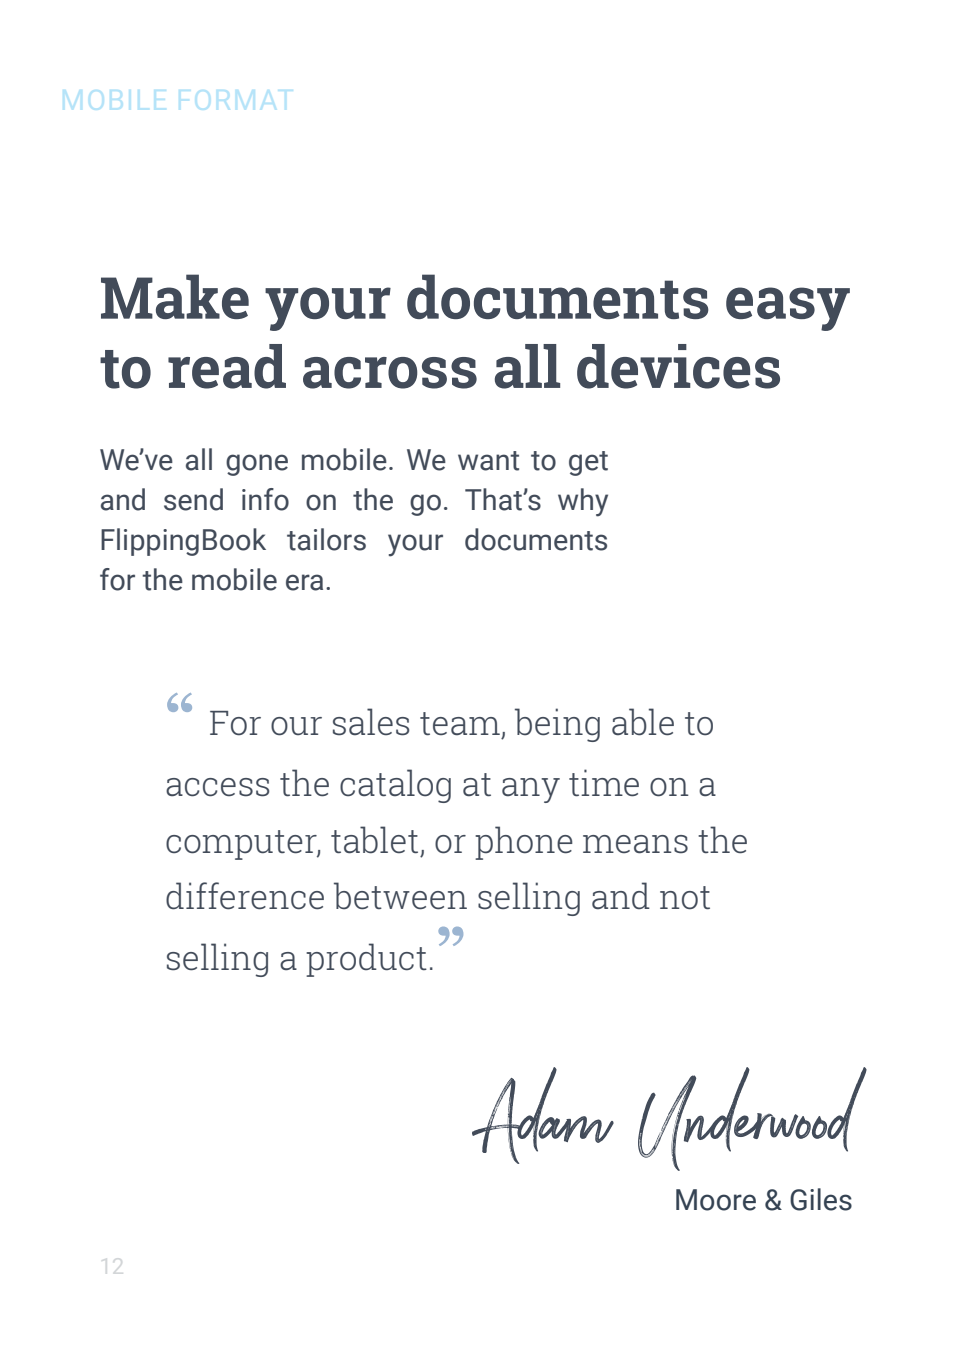 MOBILE FORMAT
Make your documents easy
to read across all devices
We’ve all gone mobile. We want to get
and send info on the go. That’s why
FlippingBook tailors your documents
for the mobile era.
“ For our sales team, being able to
access the catalog at any time on a
computer, tablet, or phone means the
difference between selling and not
selling a product.”
Adam Underwood
Moore & Giles
12